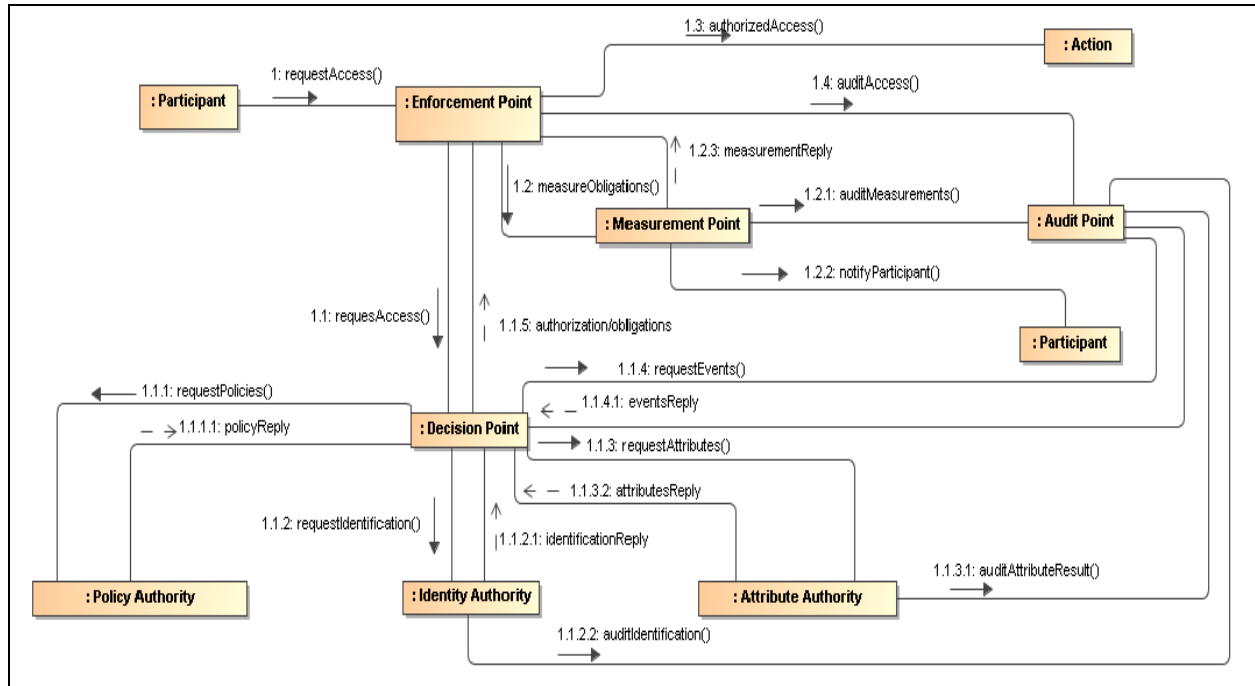 1.3: authorizedAccess()
: Action
1: requestAccess()
1.4: auditAccess()
: Participant
: Enforcement Point
1.2.3: measurementReply
1.2: measureObligations()
1.2.1: auditMeasurements()
: Measurement Point
: Audit Point
1.2.2: notifyParticipant()
1.1: requesAccess()
1.1.5: authorization/obligations
: Participant
1.1.4: requestEvents()
1.1.1: requestPolicies()
1.1.4.1: eventsReply
1.1.1.1: policyReply
: Decision Point
1.1.3: requestAttributes()
1.1.3.2: attributesReply
1.1.2: requestIdentification()
1.1.2.1: identificationReply
1.1.3.1: auditAttributeResult()
: Policy Authority
: Identity Authority
: Attribute Authority
1.1.2.2: auditIdentification()